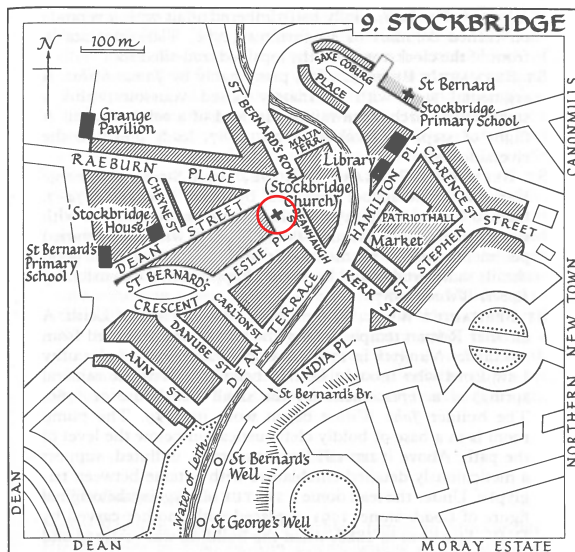 9. STOCKBRIDGE
N
100 m
SAXE COBURG
PLACE
St Bernard
Stockbridge
Primary School
CANONMILLS
Grange
Pavilion
ST BERNARD'S ROW
MALTA
TERR.
Library
HAMILTON PL.
CLARENCE STREET
RAEBURN PLACE
CHEYNE ST
(Stockbridge
Church)
Stockbridge
House
DEAN STREET
DEANHAUGH ST
PATRIOTHALL
Market
ST STEPHEN
St Bernard's
Primary
School
LESLIE PL.
ST BERNARD'S
CRESCENT
CARLTON ST
KERR ST
DANUBE ST
DEAN TERRACE
ANN ST
INDIA PL.
St Bernard's Br.
NORTHERN NEW TOWN
Water of Leith
St Bernard's
Well
St George's Well
DEAN
DEAN
MORAY ESTATE